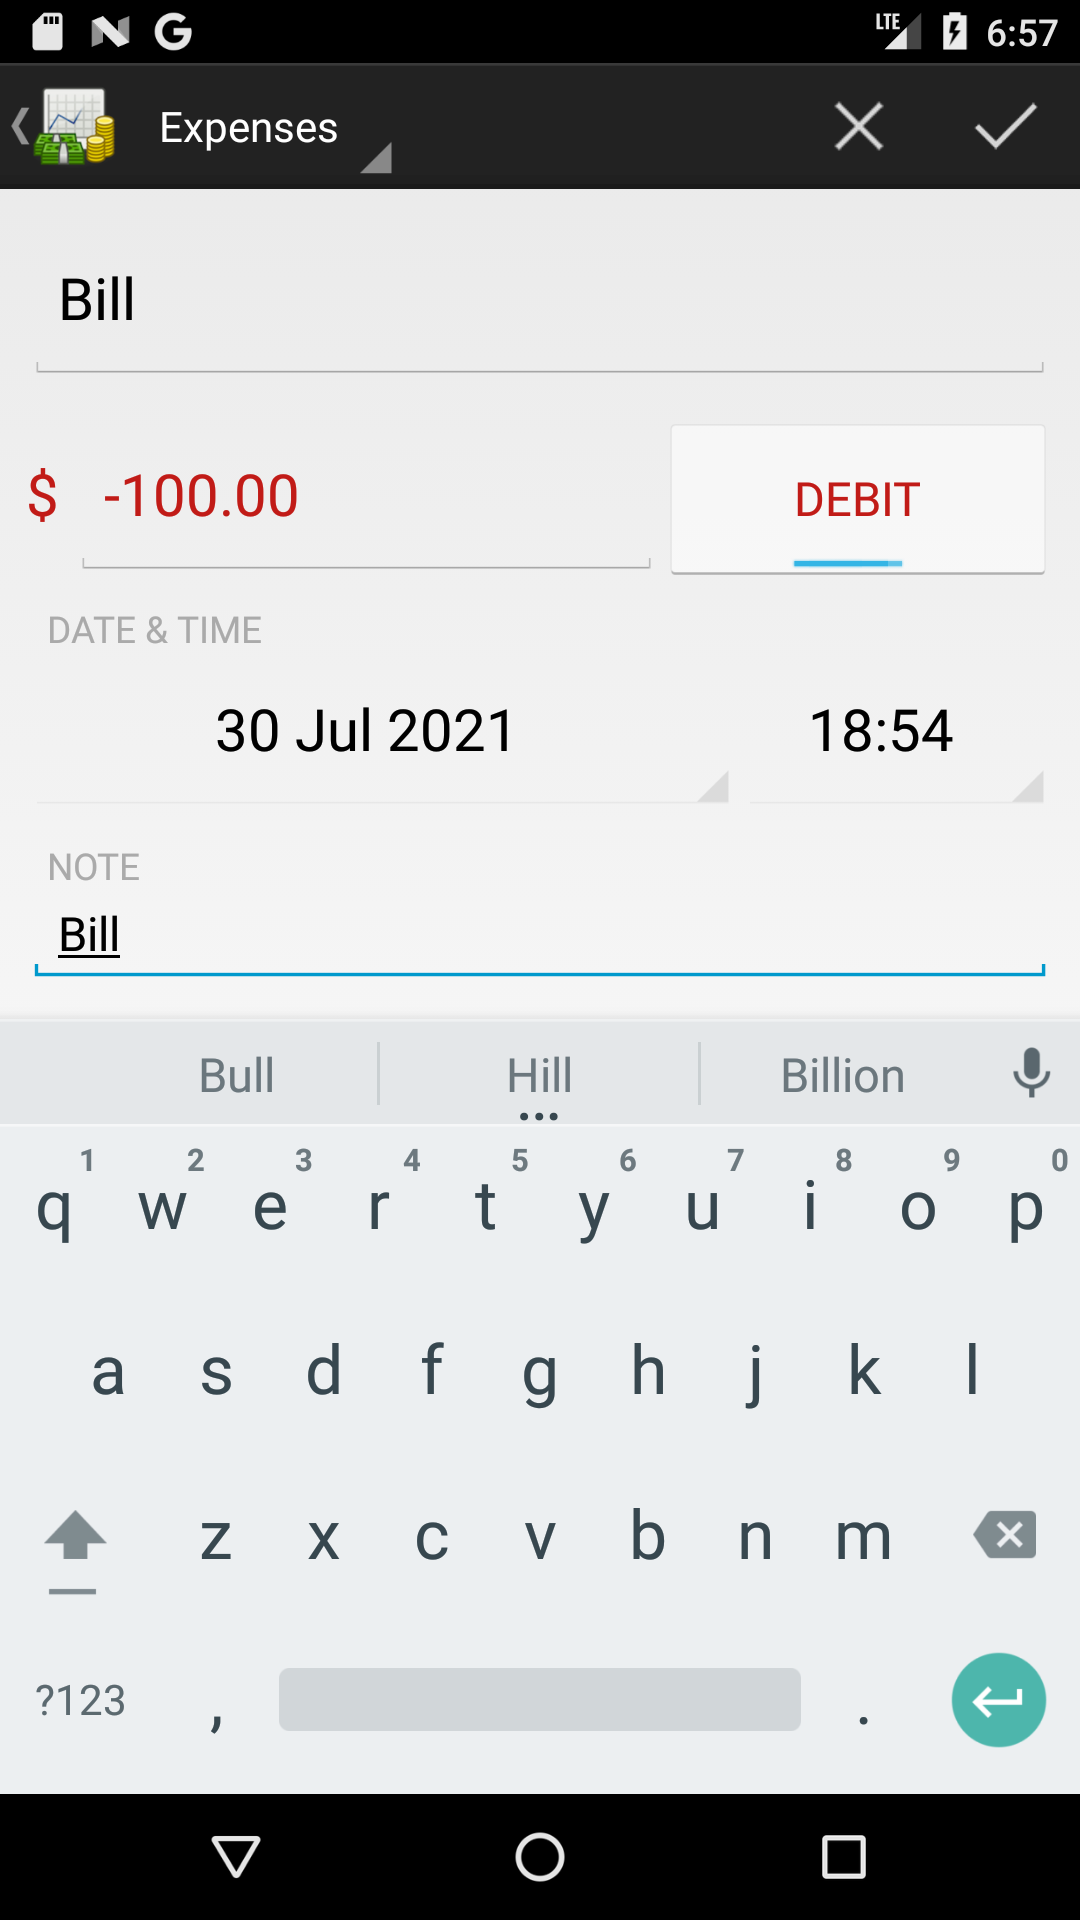 LTE 6:57
Expenses
Bill
$ -100.00 DEBIT
DATE & TIME
30 Jul 2021 18:54
NOTE
Bill
Bull Hill Billion
1 2 3 4 5 6 7 8 9 0
q w e r t y u i o p
a s d f g h j k l
z x c v b n m
?123 , .